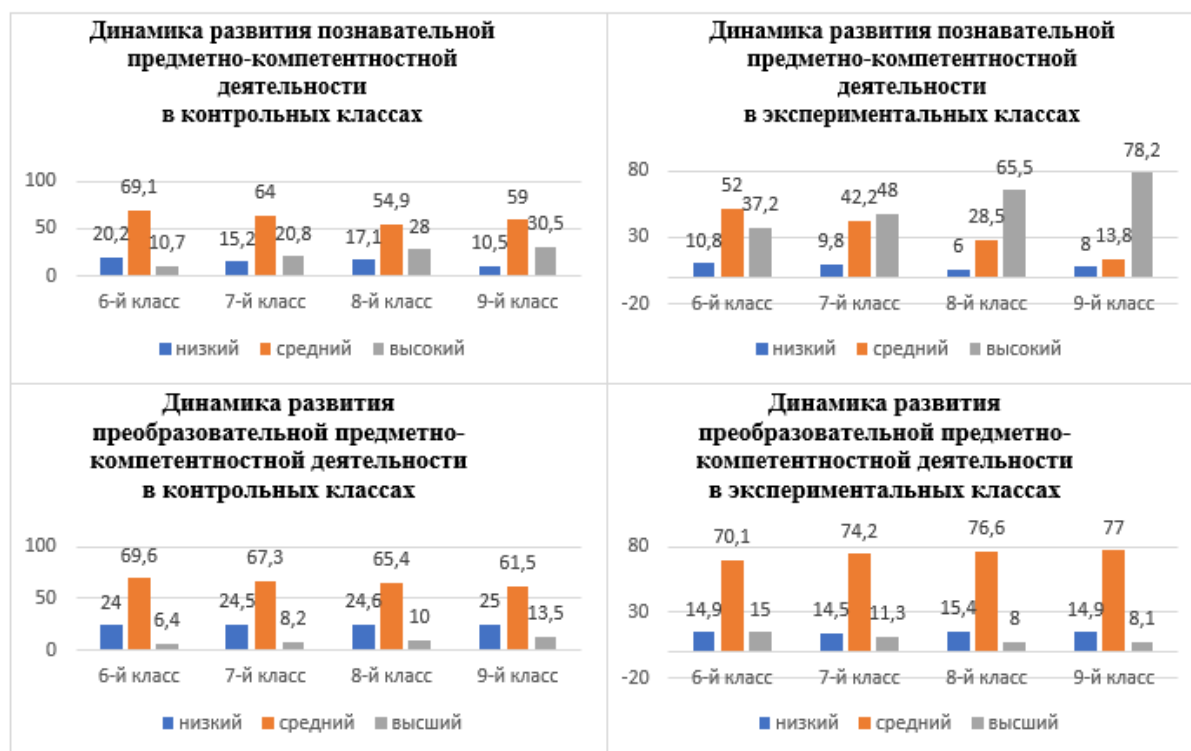 Динамика развития познавательной
предметно-компетентностной
деятельности
в контрольных классах
100
50
0
69,1
64
54,9
59
20,2
10,7
15,2
20,8
17,1
28
10,5
30,5
6-й класс 7-й класс 8-й класс 9-й класс
низкий средний высокий
Динамика развития познавательной
предметно-компетентностной
деятельности
в экспериментальных классах
80
30
-20
52
37,2
42,2
48
65,5
28,5
78,2
10,8
9,8
6
8
13,8
6-й класс 7-й класс 8-й класс 9-й класс
низкий средний высокий
Динамика развития
преобразовательной предметно-
компетентностной деятельности
в контрольных классах
100
50
0
69,6
67,3
65,4
61,5
24
6,4
24,5
8,2
24,6
10
25
13,5
6-й класс 7-й класс 8-й класс 9-й класс
низкий средний высший
Динамика развития
преобразовательной предметно-
компетентностной деятельности
в экспериментальных классах
80
30
-20
70,1
74,2
76,6
77
14,9
15
14,5
11,3
15,4
8
14,9
8,1
6-й класс 7-й класс 8-й класс 9-й класс
низкий средний высший